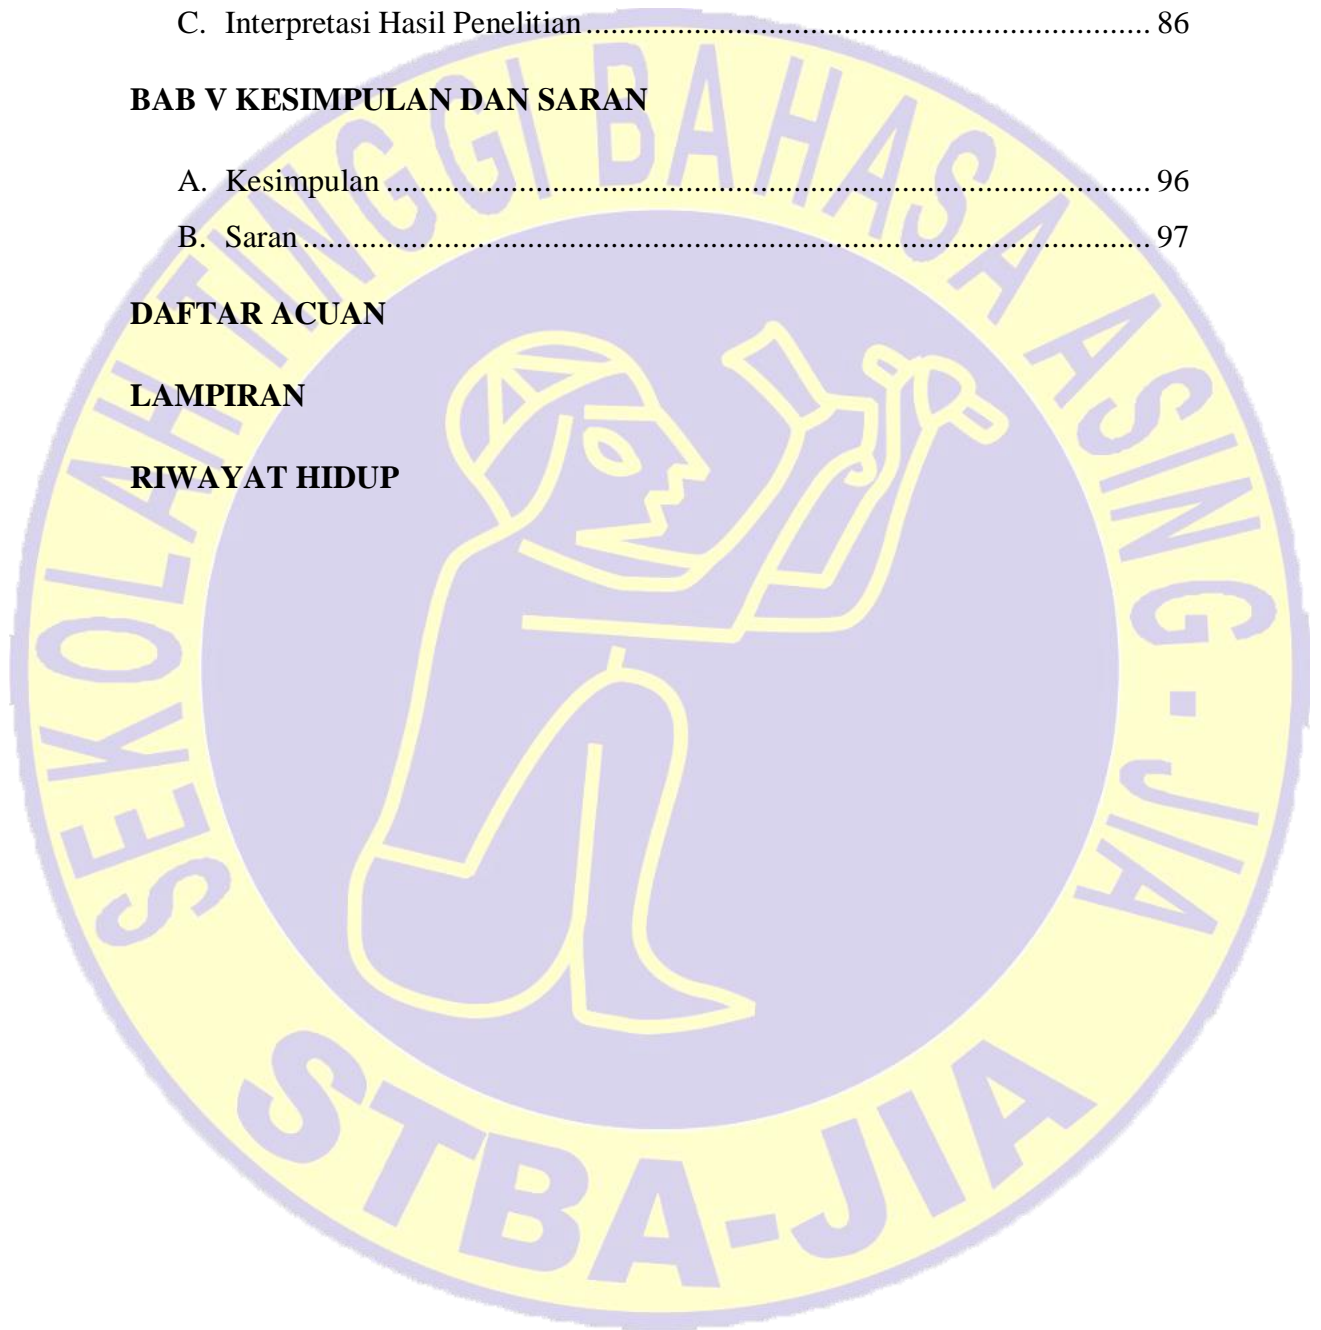 C. Interpretasi Hasil Penelitian ........................................................................ 86
BAB V KESIMPULAN DAN SARAN
A. Kesimpulan ................................................................................................. 96
B. Saran ........................................................................................................... 97
DAFTAR ACUAN
LAMPIRAN
RIWAYAT HIDUP
SEKOLAH TINGGI BAHASA ASING - JIA
STBA-JIA